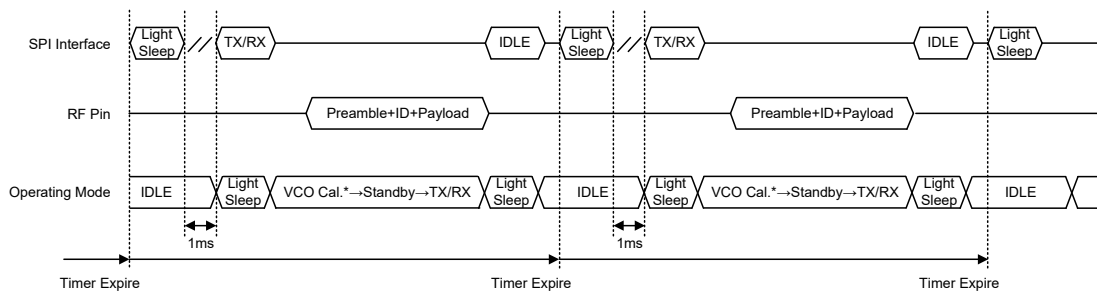 SPI Interface
Light
Sleep
TX/RX
IDLE
Light
Sleep
TX/RX
IDLE
Light
Sleep
RF Pin
Preamble+ID+Payload
Preamble+ID+Payload
Operating Mode
IDLE
Light
Sleep
VCO Cal.*→Standby→TX/RX
Light
Sleep
IDLE
Light
Sleep
VCO Cal.*→Standby→TX/RX
Light
Sleep
IDLE
1ms
1ms
Timer Expire
Timer Expire
Timer Expire